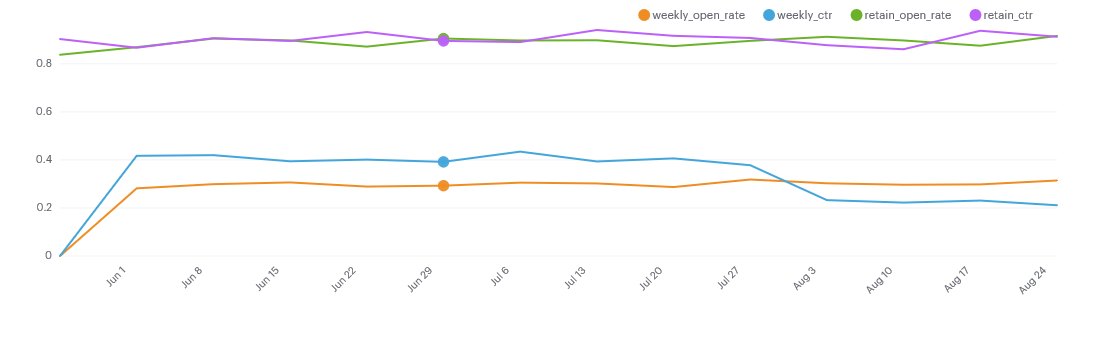 weekly_open_rate weekly_ctr retain_open_rate retain_ctr
0.8
0.6
0.4
0.2
0
Jun 1 Jun 8 Jun 15 Jun 22 Jun 29 Jul 6 Jul 13 Jul 20 Jul 27 Aug 3 Aug 10 Aug 17 Aug 24